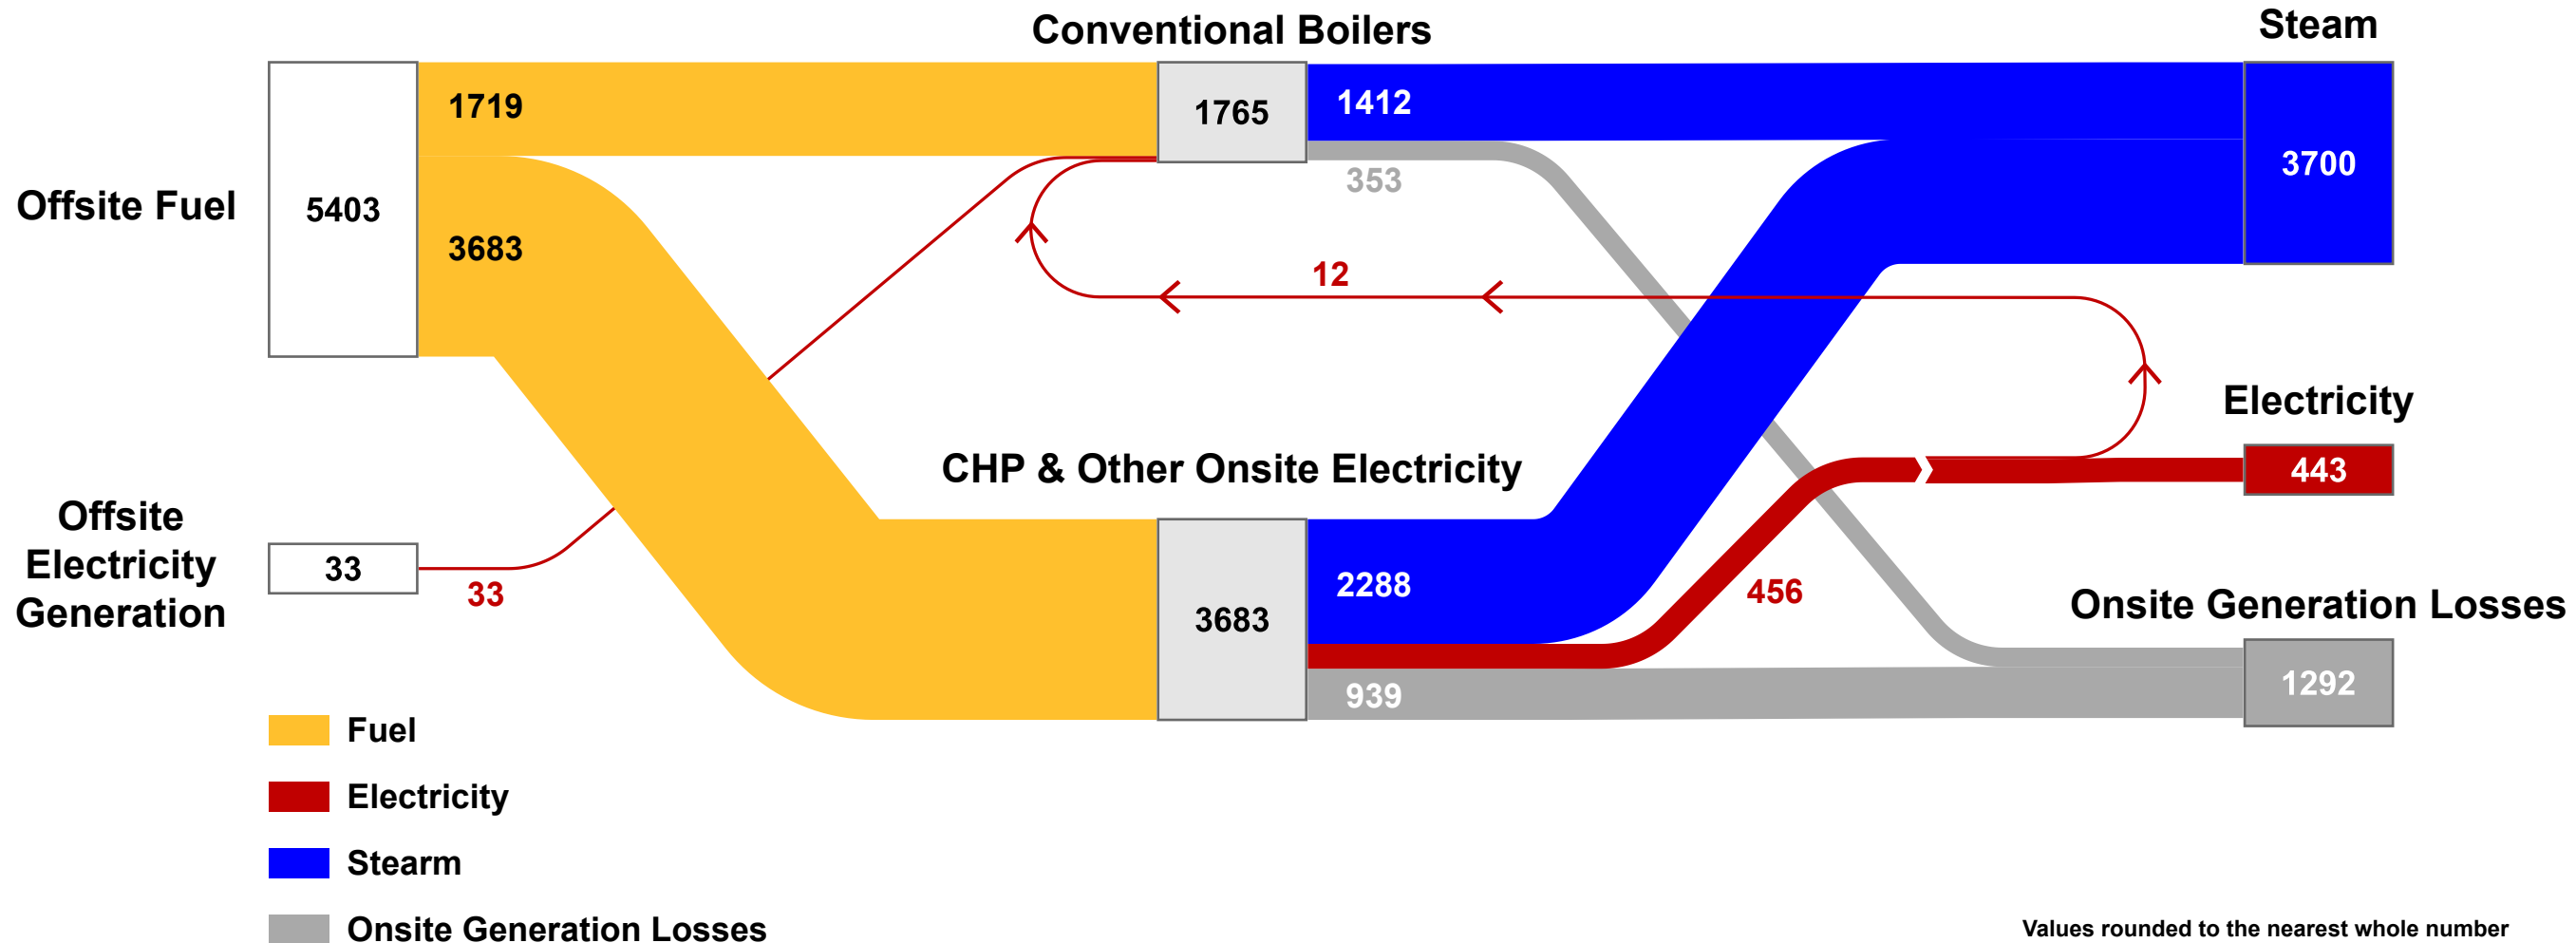 Conventional Boilers
Steam
1719
1412
1765
3700
353
Offsite Fuel
5403
3683
12
Electricity
CHP & Other Onsite Electricity
443
Offsite
Electricity
Generation
33
33
2288
456
Onsite Generation Losses
3683
939
1292
Fuel
Electricity
Stearm
Onsite Generation Losses
Values rounded to the nearest whole number